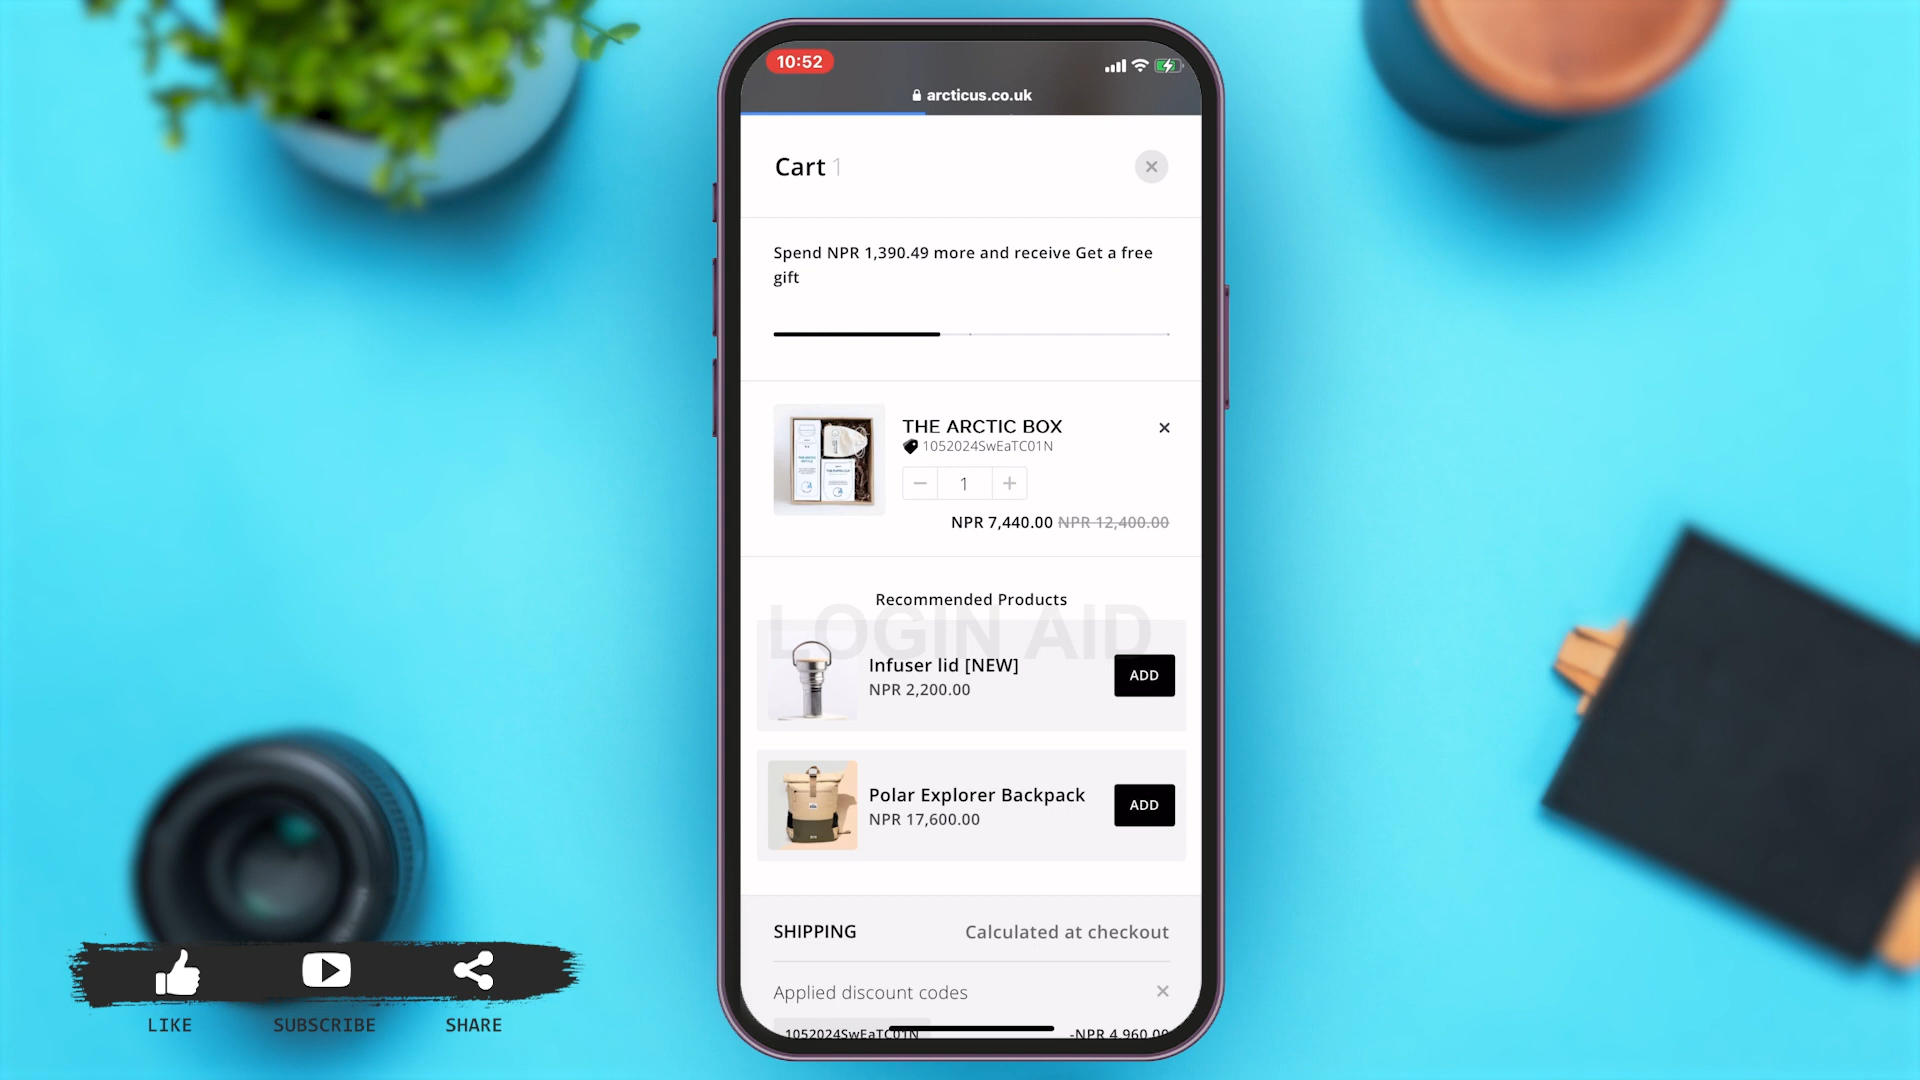 10:52
arcticus.co.uk
Cart 1
Spend NPR 1,390.49 more and receive Get a free
gift
THE ARCTIC BOX
1052024SwEaTC01N
1
NPR 7,440.00 NPR 12,400.00
Recommended Products
LOGIN AID
Infuser lid [NEW]
NPR 2,200.00
ADD
Polar Explorer Backpack
NPR 17,600.00
ADD
SHIPPING Calculated at checkout
Applied discount codes
1052024SwEaTC01N -NPR 4,960.00
LIKE SUBSCRIBE SHARE